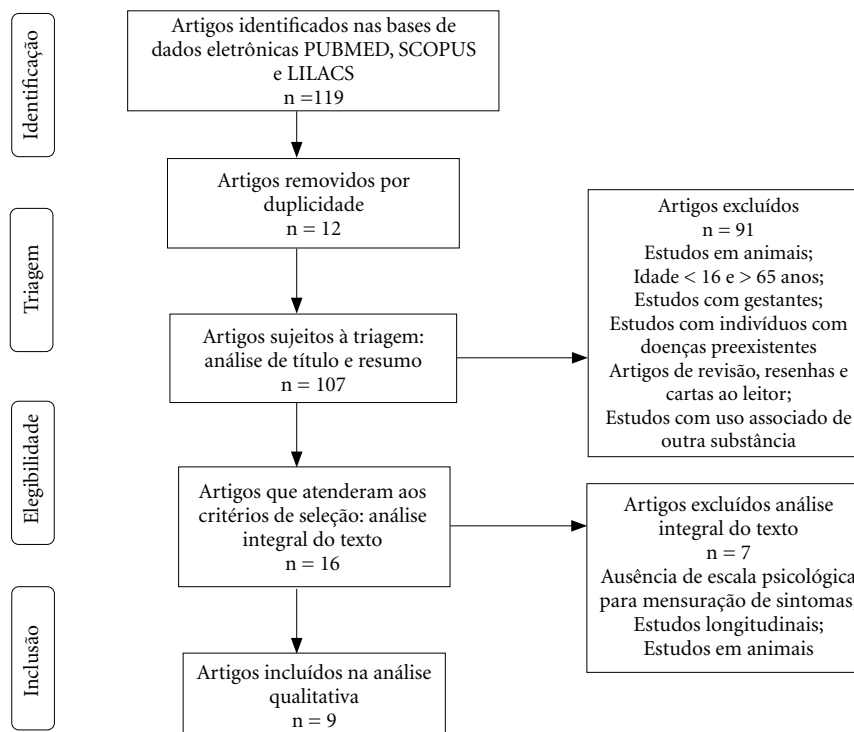 Identificação
Artigos identificados nas bases de
dados eletrônicas PUBMED, SCOPUS
e LILACS
n =119
Artigos removidos por
duplicidade
n = 12
Triagem
Artigos sujeitos à triagem:
análise de título e resumo
n = 107
Artigos excluídos
n = 91
Estudos em animais;
Idade < 16 e > 65 anos;
Estudos com gestantes;
Estudos com indivíduos com
doenças preexistentes
Artigos de revisão, resenhas e
cartas ao leitor;
Estudos com uso associado de
outra substância
Elegibilidade
Artigos que atenderam aos
critérios de seleção: análise
integral do texto
n = 16
Artigos excluídos análise
integral do texto
n = 7
Ausência de escala psicológica
para mensuração de sintomas
Estudos longitudinais;
Estudos em animais
Inclusão
Artigos incluídos na análise
qualitativa
n = 9